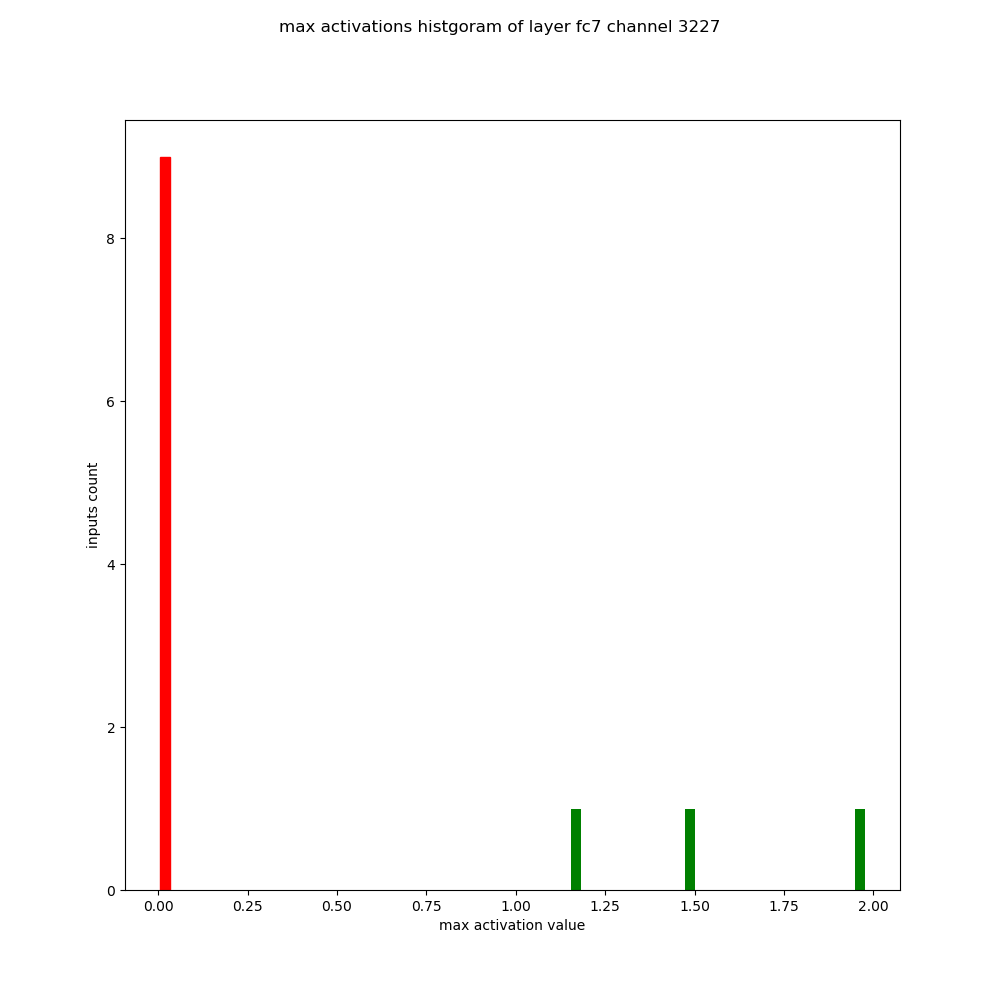 max activations histgoram of layer fc7 channel 3227
8
6
4
2
0
inputs count
0.00 0.25 0.50 0.75 1.00 1.25 1.50 1.75 2.00
max activation value